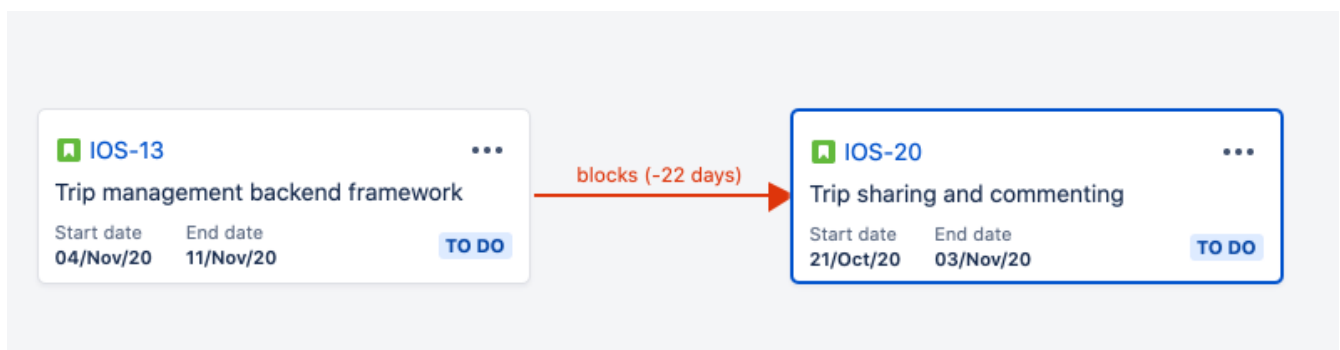 IOS-13
Trip management backend framework
Start date End date
04/Nov/20 11/Nov/20
TO DO
blocks (-22 days)
IOS-20
Trip sharing and commenting
Start date End date
21/Oct/20 03/Nov/20
TO DO